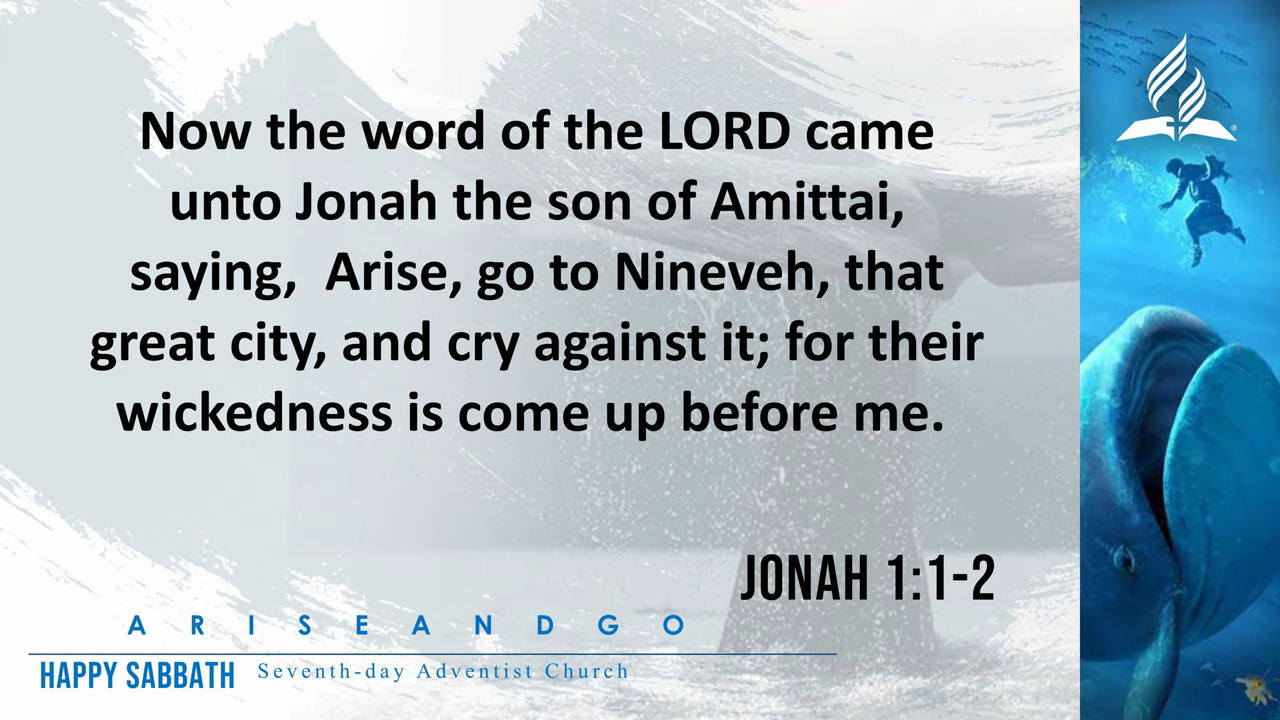 Now the word of the LORD came
unto Jonah the son of Amittai,
saying,  Arise, go to Nineveh, that
great city, and cry against it; for their
wickedness is come up before me.
JONAH 1:1-2
A R I S E A N D G O
HAPPY SABBATH Seventh-day Adventist Church